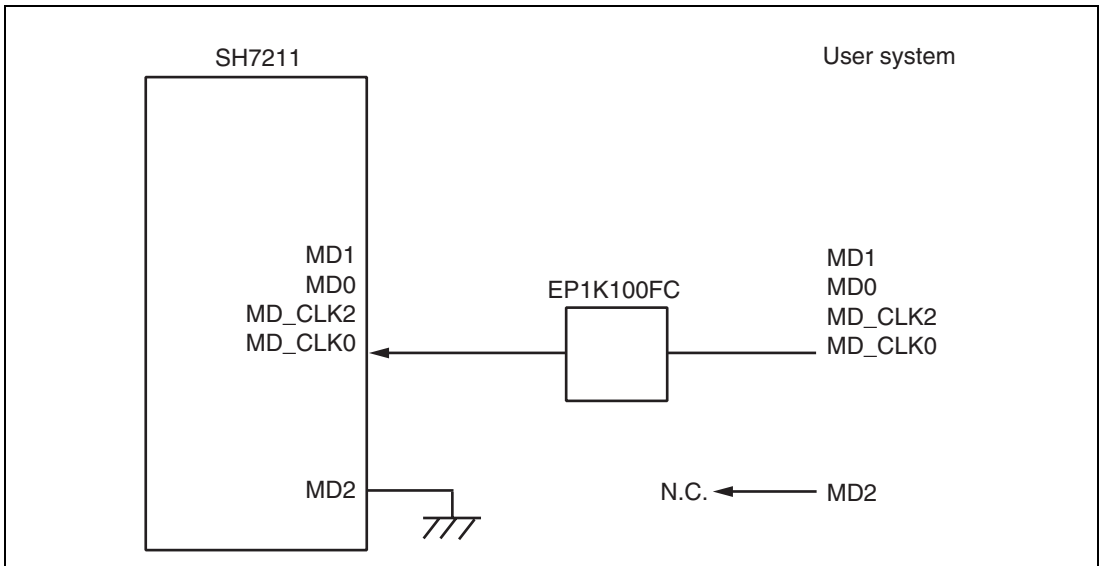 SH7211
User system
MD1
MD0
MD_CLK2
MD_CLK0
EP1K100FC
MD1
MD0
MD_CLK2
MD_CLK0
MD2
N.C.
MD2